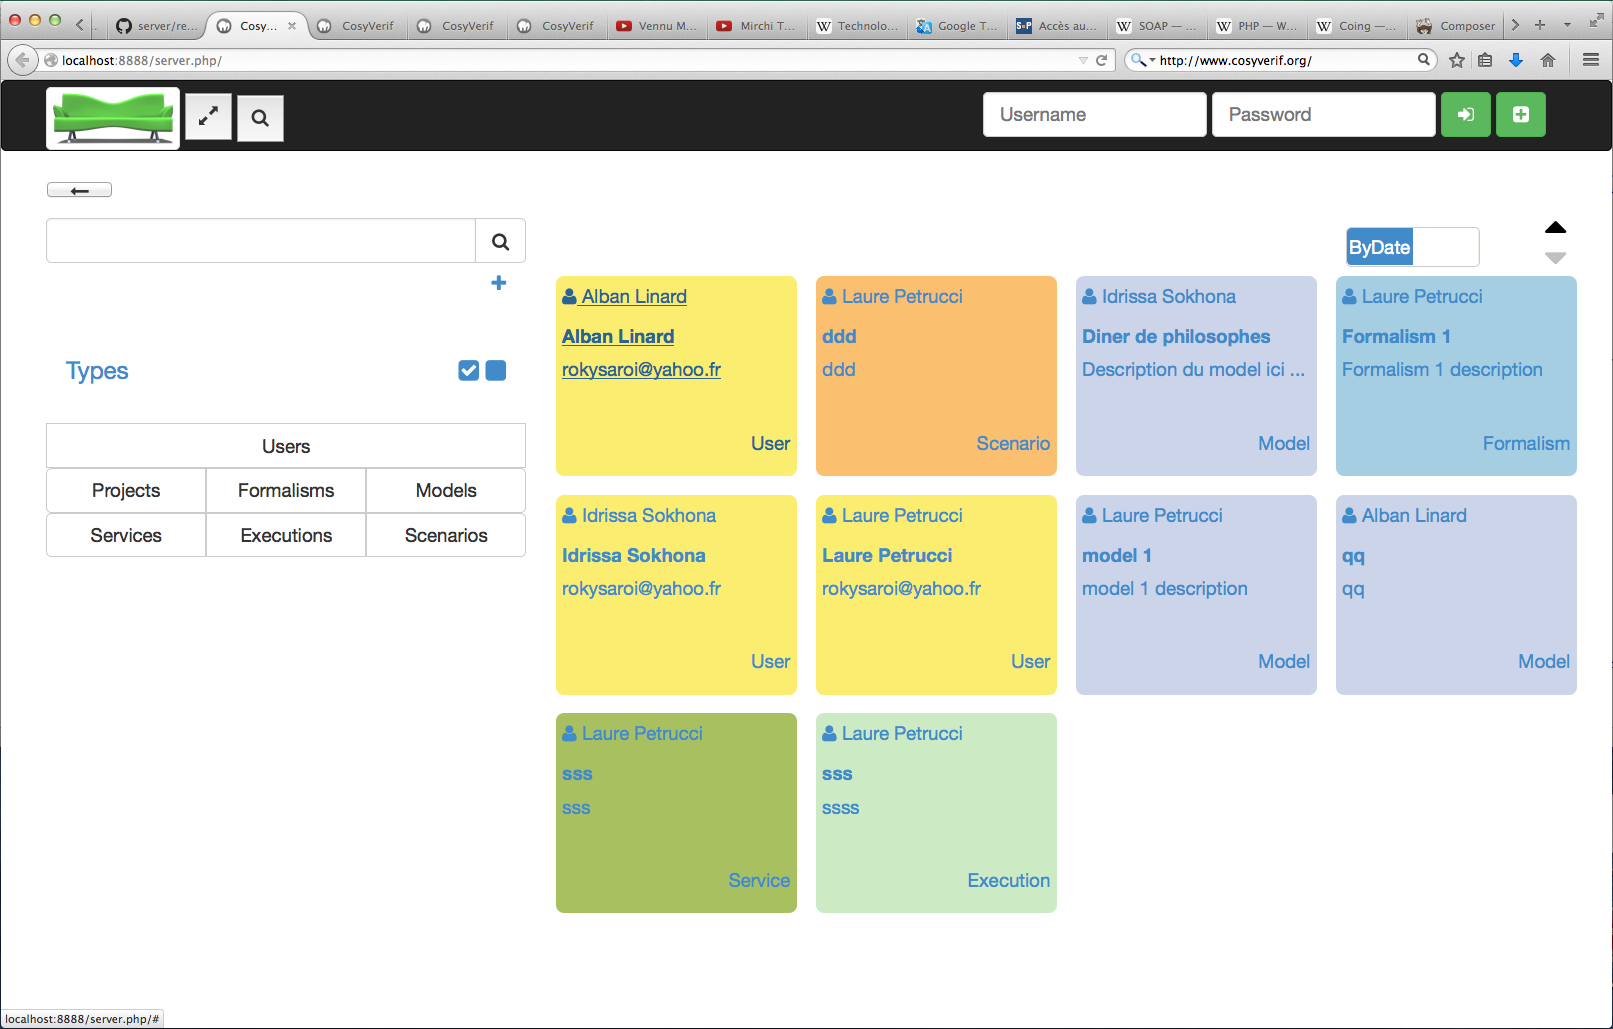 server/re...
Cosy...
CosyVerif
CosyVerif
CosyVerif
Vennu M...
Mirchi T...
Technolo...
Google T...
Accès au...
SOAP — ...
PHP — W...
Coing —...
Composer
localhost:8888/server.php/
http://www.cosyverif.org/
Username
Password
ByDate
Types
Users
Projects
Formalisms
Models
Services
Executions
Scenarios
Alban Linard
Alban Linard
rokysaroi@yahoo.fr
User
Laure Petrucci
ddd
ddd
Scenario
Idrissa Sokhona
Diner de philosophes
Description du model ici ...
Model
Laure Petrucci
Formalism 1
Formalism 1 description
Formalism
Idrissa Sokhona
Idrissa Sokhona
rokysaroi@yahoo.fr
User
Laure Petrucci
Laure Petrucci
rokysaroi@yahoo.fr
User
Laure Petrucci
model 1
model 1 description
Model
Alban Linard
qq
qq
Model
Laure Petrucci
sss
sss
Service
Laure Petrucci
sss
ssss
Execution
localhost:8888/server.php/#